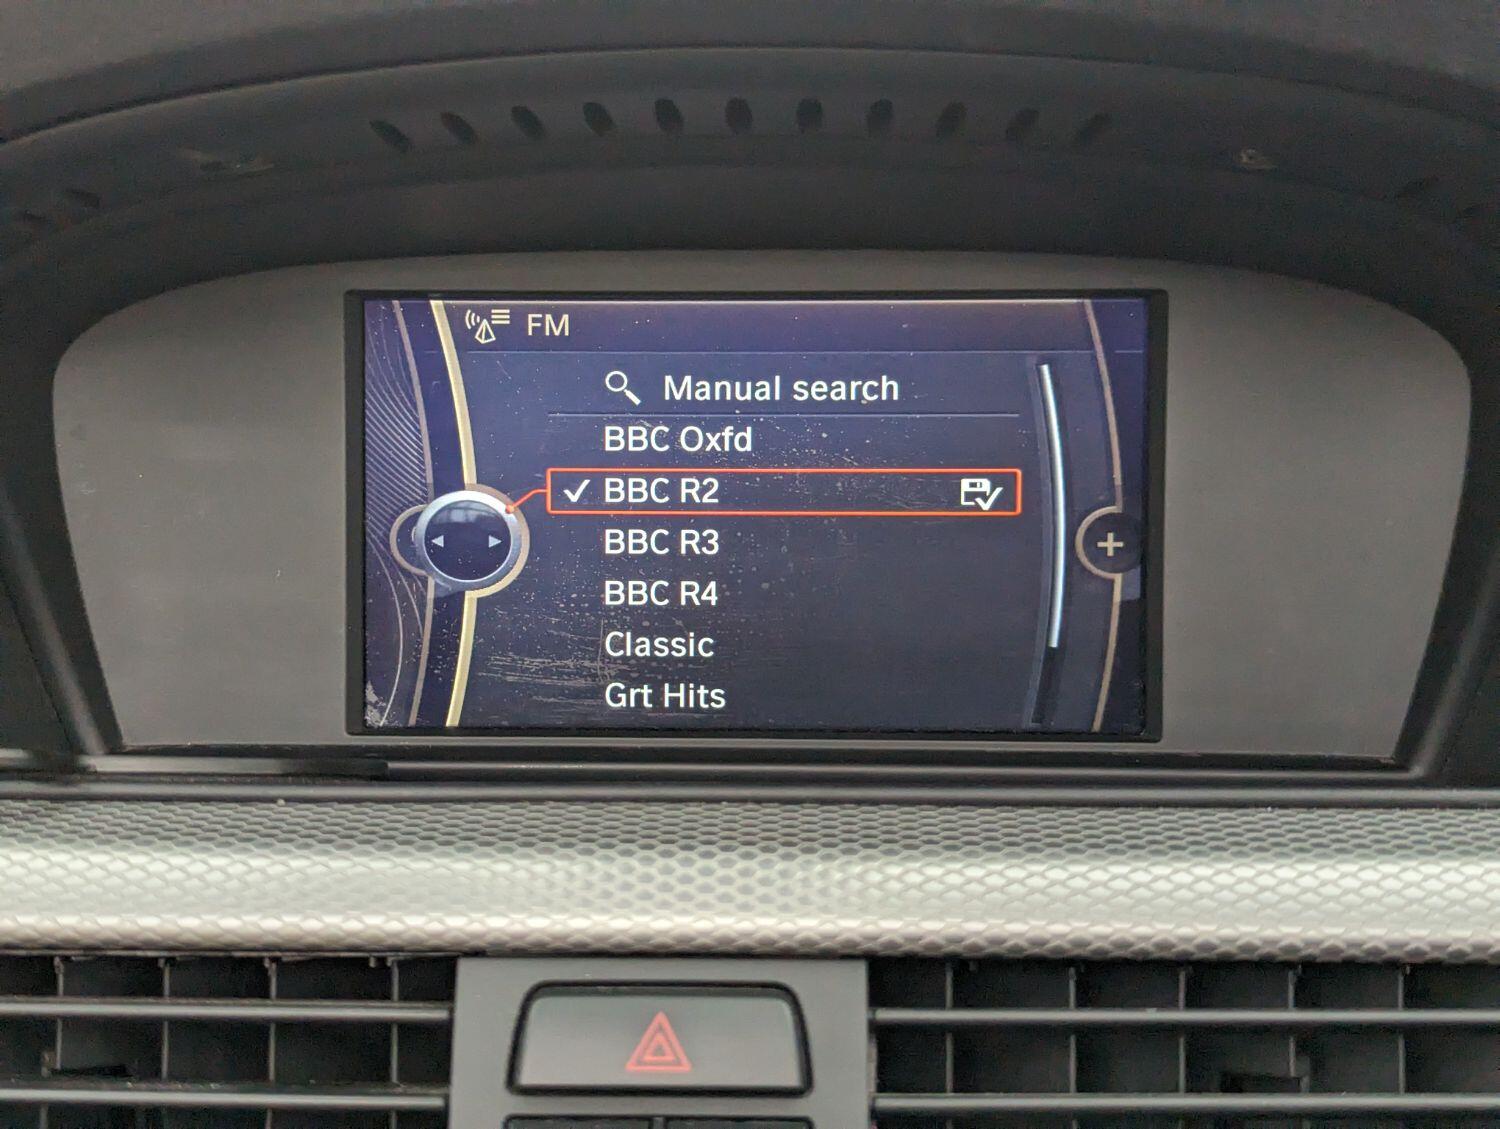 FM
Manual search
BBC Oxfd
BBC R2
BBC R3
BBC R4
Classic
Grt Hits